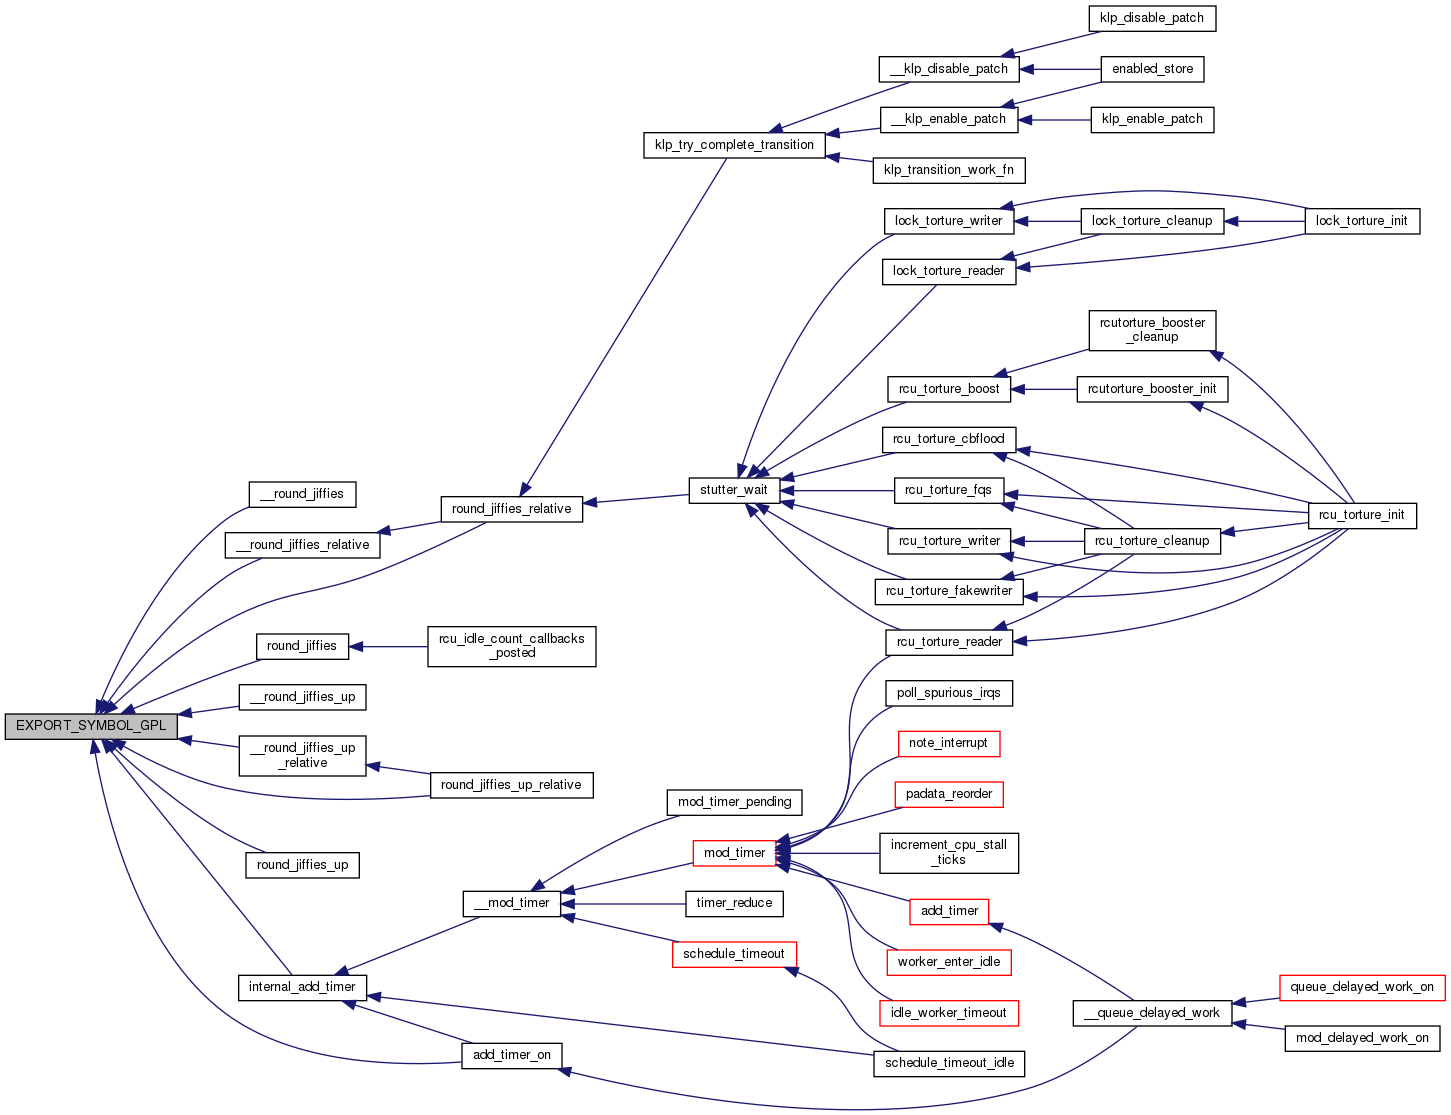 klp_disable_patch
__klp_disable_patch
enabled_store
__klp_enable_patch
klp_enable_patch
klp_try_complete_transition
klp_transition_work_fn
lock_torture_writer
lock_torture_cleanup
lock_torture_init
lock_torture_reader
rcutorture_booster
_cleanup
rcu_torture_boost
rcutorture_booster_init
rcu_torture_cbflood
stutter_wait
rcu_torture_fqs
__round_jiffies
round_jiffies_relative
rcu_torture_init
__round_jiffies_relative
rcu_torture_writer
rcu_torture_cleanup
rcu_torture_fakewriter
round_jiffies
rcu_idle_count_callbacks
_posted
rcu_torture_reader
__round_jiffies_up
poll_spurious_irqs
EXPORT_SYMBOL_GPL
__round_jiffies_up
_relative
note_interrupt
round_jiffies_up_relative
mod_timer_pending
padata_reorder
round_jiffies_up
mod_timer
increment_cpu_stall
_ticks
__mod_timer
timer_reduce
add_timer
schedule_timeout
worker_enter_idle
internal_add_timer
idle_worker_timeout
__queue_delayed_work
queue_delayed_work_on
mod_delayed_work_on
add_timer_on
schedule_timeout_idle